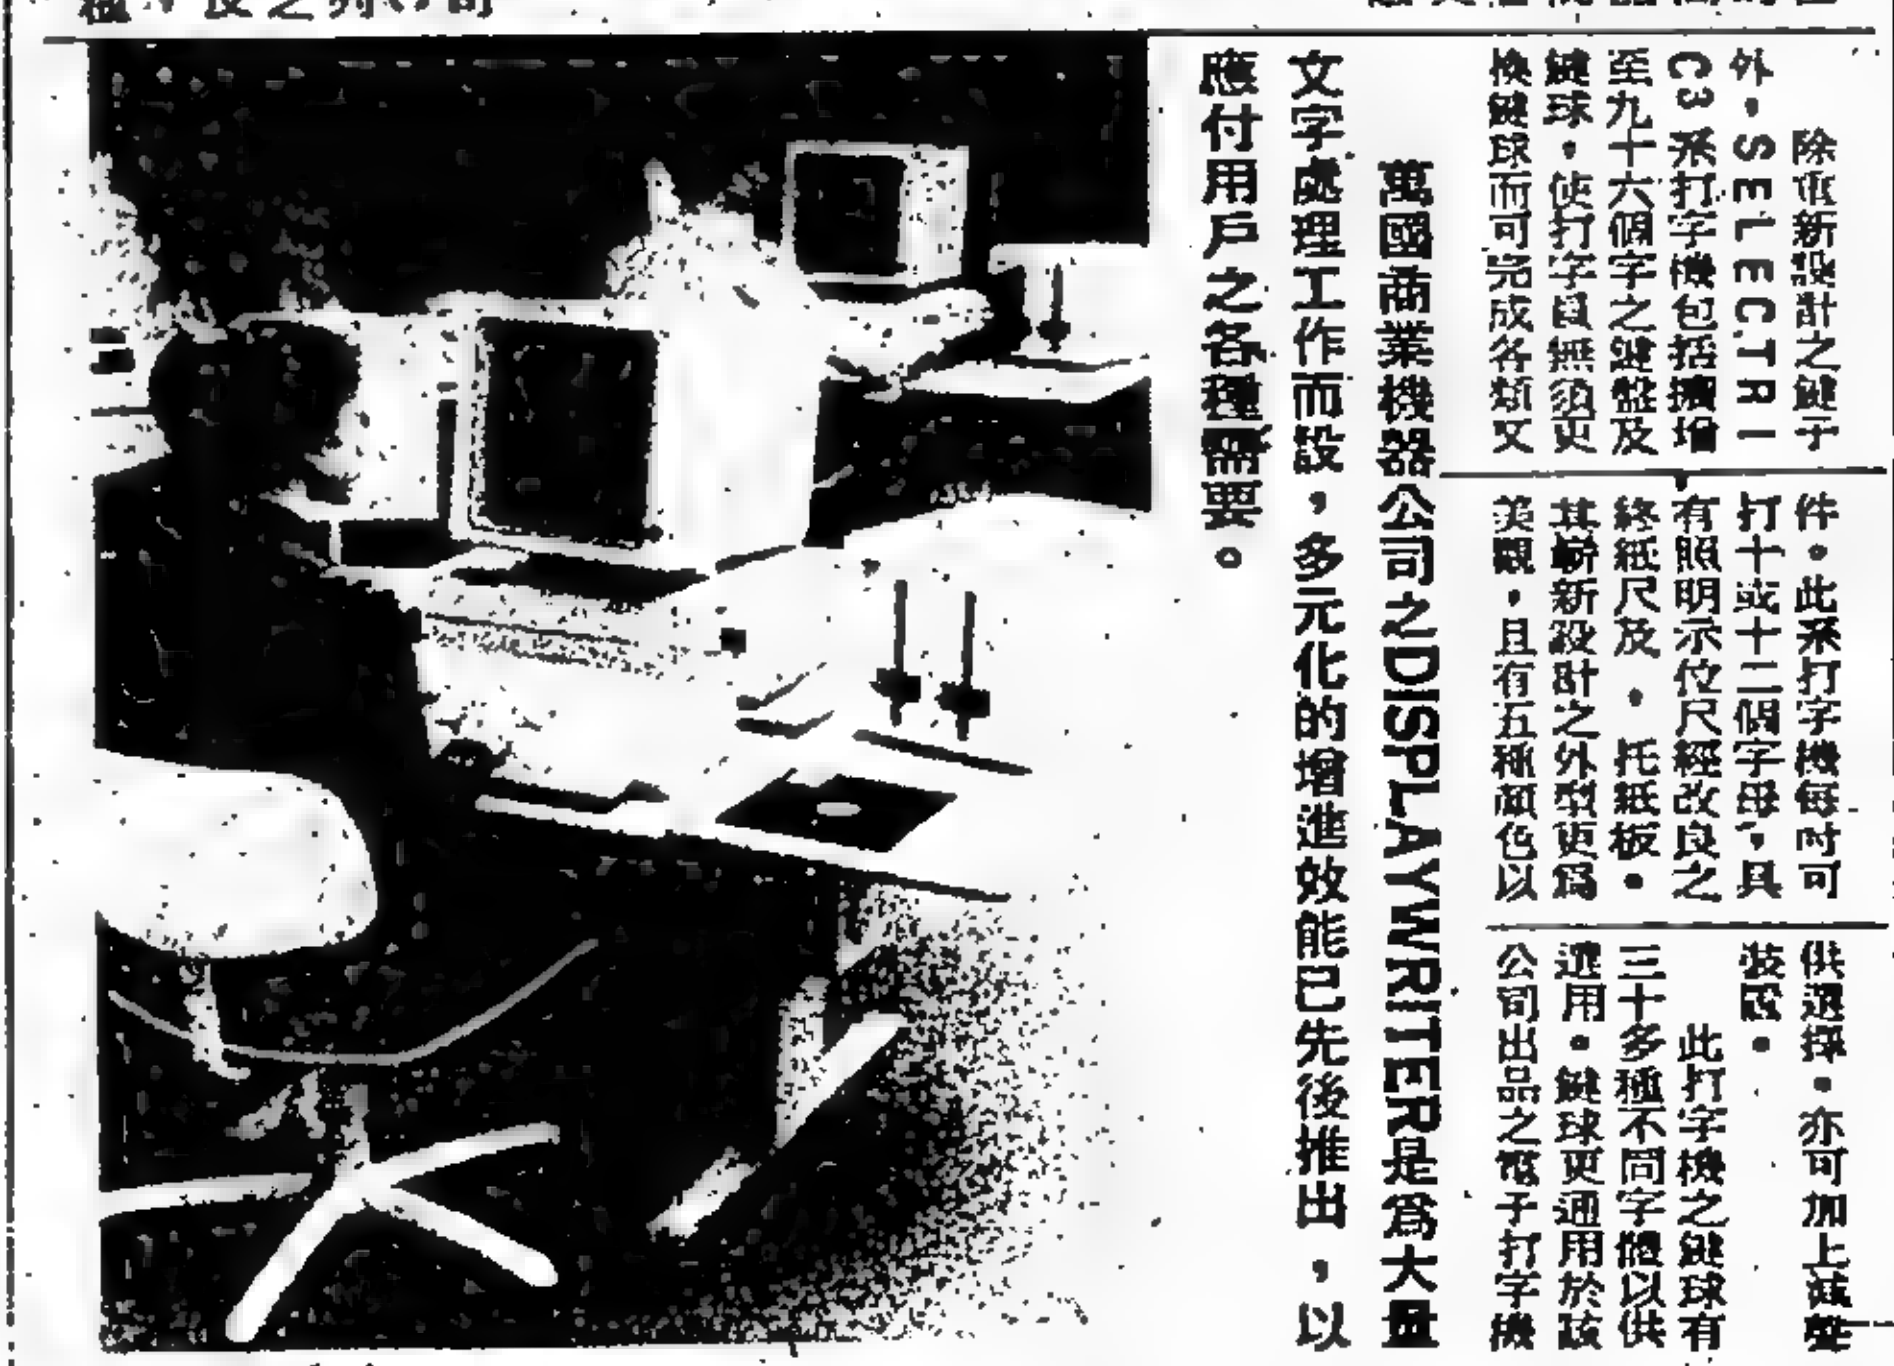 除重新設計之鍵子
外，SELECTRI
C3系打字機包括擴增
至九十六個字之鍵盤及
鍵球，使打字員無須更
換鍵球而可完成各類文
件。此系打字機每吋可
打十或十二個字母，具
有照明示位尺經改良之
終紙尺及，托紙板。
其嶄新設計之外型更爲
美觀，且有五種顏色以
供選擇。亦可加上減聲
裝置。
此打字機之鍵球有
三十多種不同字體以供
選用。鍵球更通用於該
公司出品之電子打字機
萬國商業機器公司之DISPLAYWRITER是爲大量
文字處理工作而設，多元化的增進效能已先後推出，以
應付用戶之各種需要。